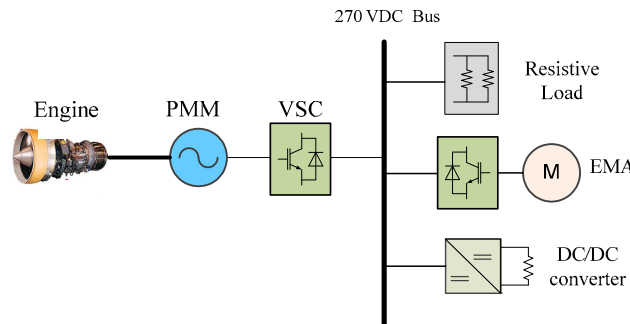 270 VDC Bus
Engine
PMM
VSC
Resistive
Load
M
EMA
DC/DC
converter